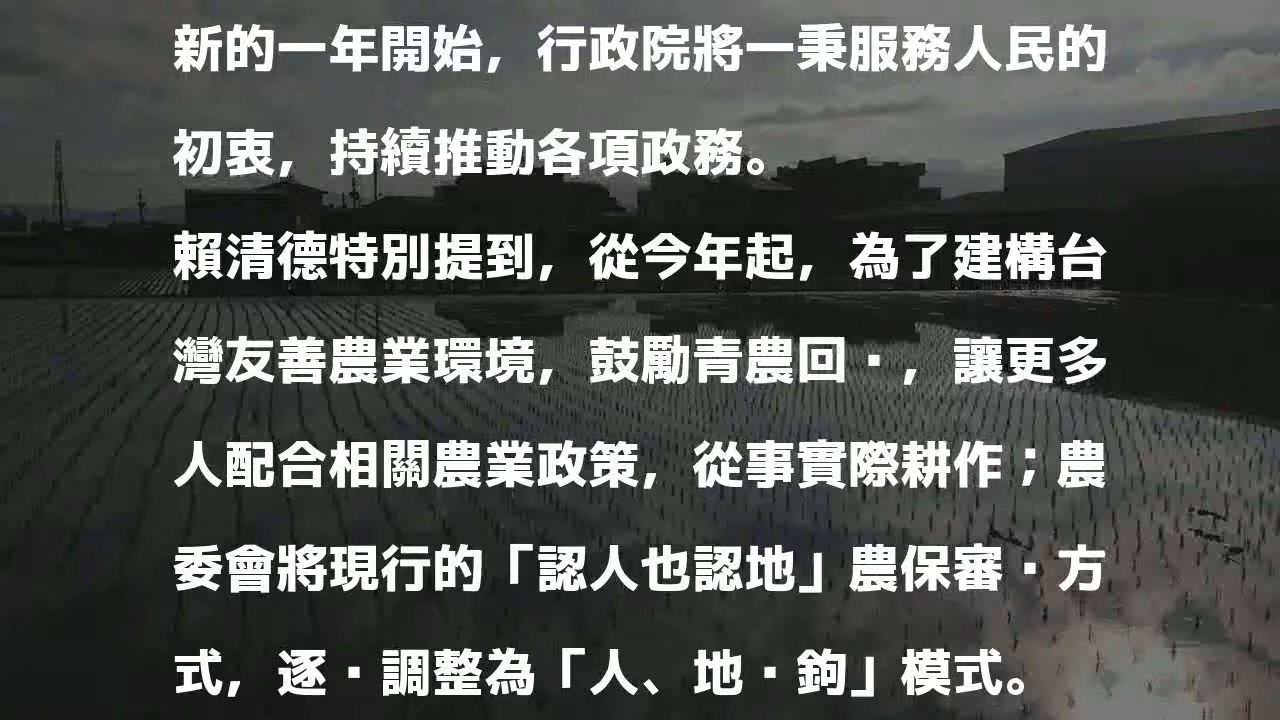 新的一年開始，行政院將一秉服務人民的
初衷，持續推動各項政務。
賴清德特別提到，從今年起，為了建構台
灣友善農業環境，鼓勵青農回▪，讓更多
人配合相關農業政策，從事實際耕作；農
委會將現行的「認人也認地」農保審▪方
式，逐▪調整為「人、地▪鉤」模式。